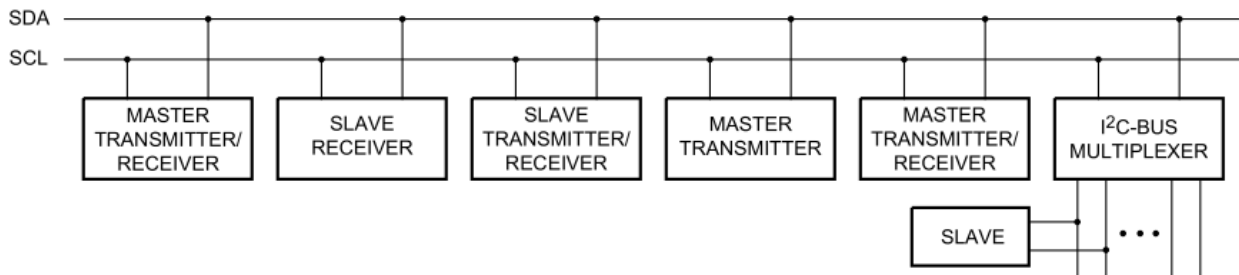 SDA
SCL
MASTER
TRANSMITTER/
RECEIVER
SLAVE
RECEIVER
SLAVE
TRANSMITTER/
RECEIVER
MASTER
TRANSMITTER
MASTER
TRANSMITTER/
RECEIVER
I²C-BUS
MULTIPLEXER
SLAVE